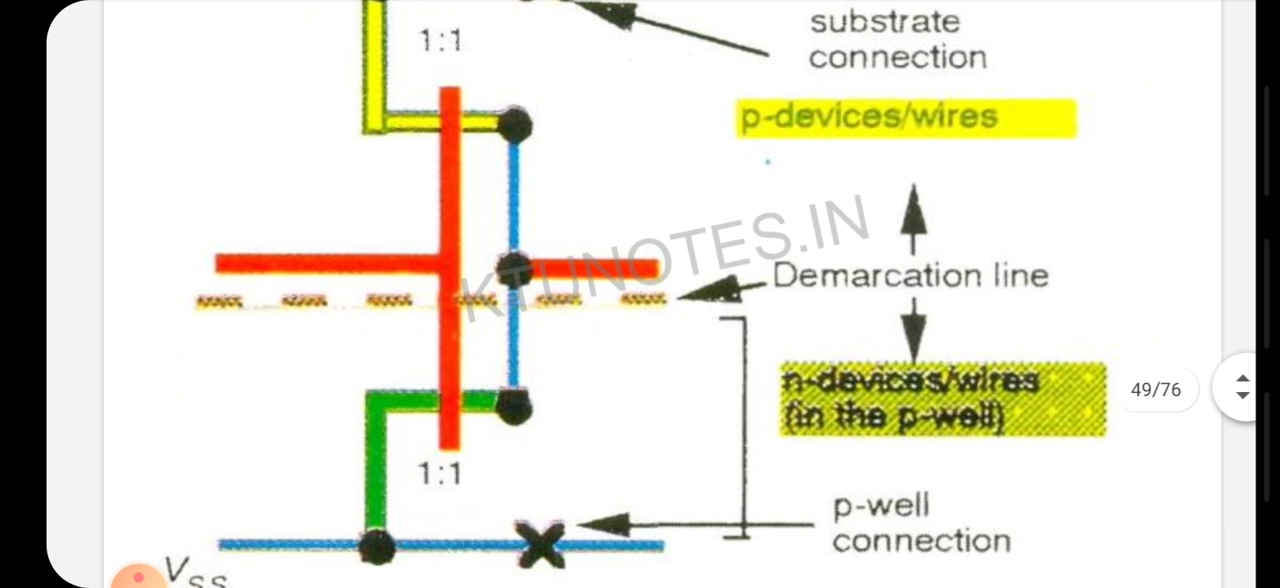 substrate
connection
1:1
p-devices/wires
KTUNOTES.IN
Demarcation line
n-devices/wires
(in the p-well)
49/76
1:1
p-well
connection
VSS